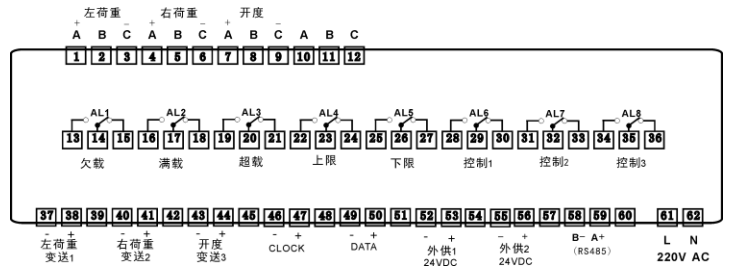 左荷重 右荷重 开度
+ − + − + −
A B C A B C A B C A B C
1 2 3 4 5 6 7 8 9 10 11 12
AL1 AL2 AL3 AL4 AL5 AL6 AL7 AL8
13 14 15 16 17 18 19 20 21 22 23 24 25 26 27 28 29 30 31 32 33 34 35 36
欠载 满载 超载 上限 下限 控制1 控制2 控制3
37 38 39 40 41 42 43 44 45 46 47 48 49 50 51 52 53 54 55 56 57 58 59 60 61 62
- + - + - + - + - + - + - + B- A+ L N
左荷重 右荷重 开度 CLOCK DATA 外供1 外供2 (RS485)
变送1 变送2 变送3 24VDC 24VDC 220V AC